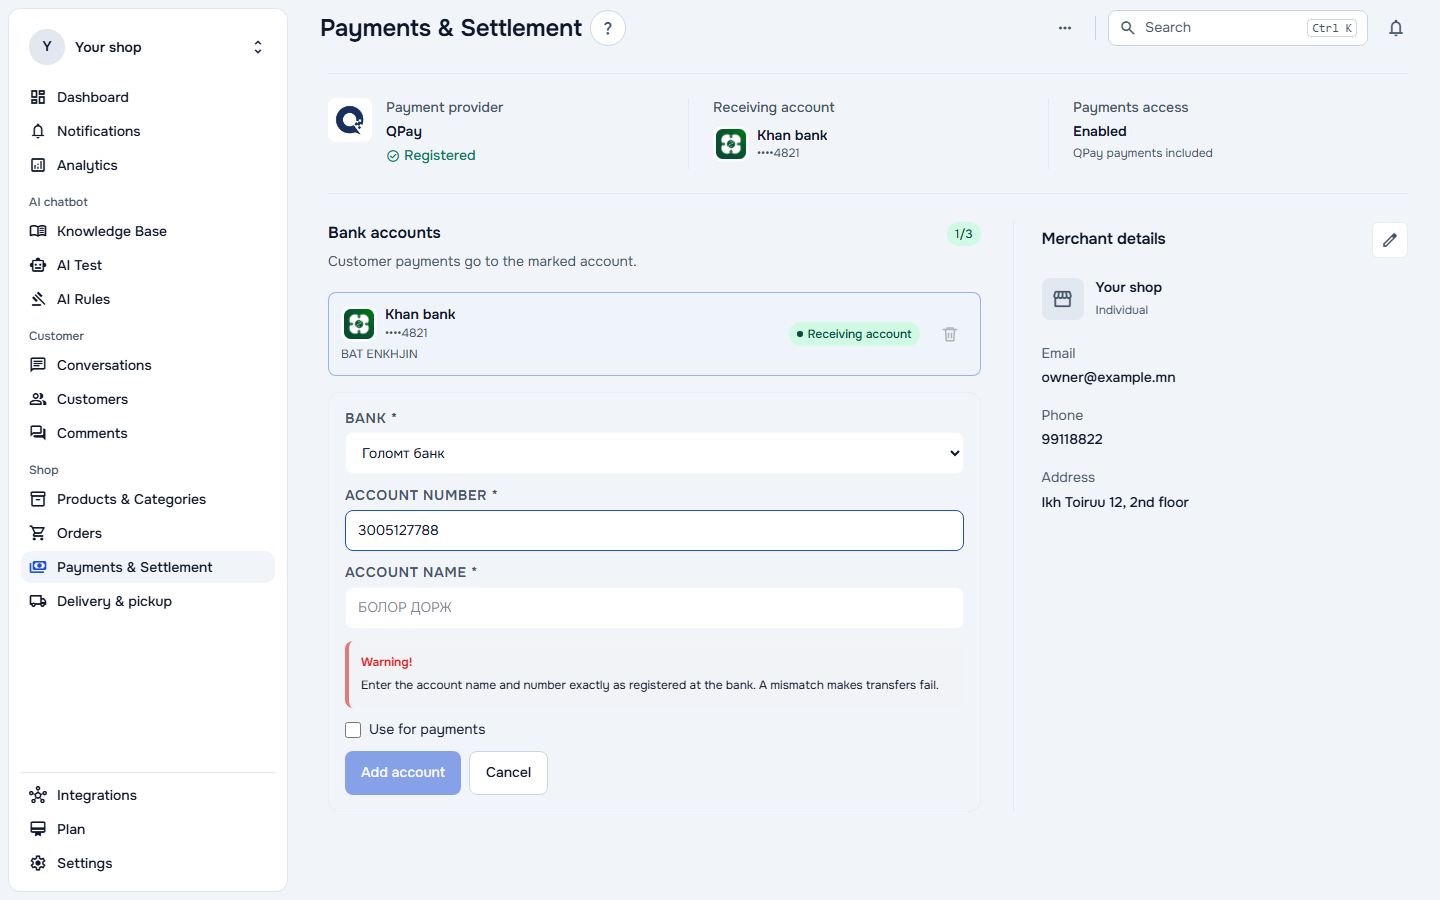 Y Your shop
Dashboard
Notifications
Analytics
AI chatbot
Knowledge Base
AI Test
AI Rules
Customer
Conversations
Customers
Comments
Shop
Products & Categories
Orders
Payments & Settlement
Delivery & pickup
Integrations
Plan
Settings
Payments & Settlement ?
Search Ctrl K
Payment provider
QPay
Registered
Receiving account
Khan bank
••••4821
Payments access
Enabled
QPay payments included
Bank accounts 1/3
Customer payments go to the marked account.
Khan bank
••••4821
BAT ENKHJIN
Receiving account
BANK *
Голомт банк
ACCOUNT NUMBER *
3005127788
ACCOUNT NAME *
БОЛОР ДОРЖ
Warning!
Enter the account name and number exactly as registered at the bank. A mismatch makes transfers fail.
Use for payments
Add account Cancel
Merchant details
Your shop
Individual
Email
owner@example.mn
Phone
99118822
Address
Ikh Toiruu 12, 2nd floor